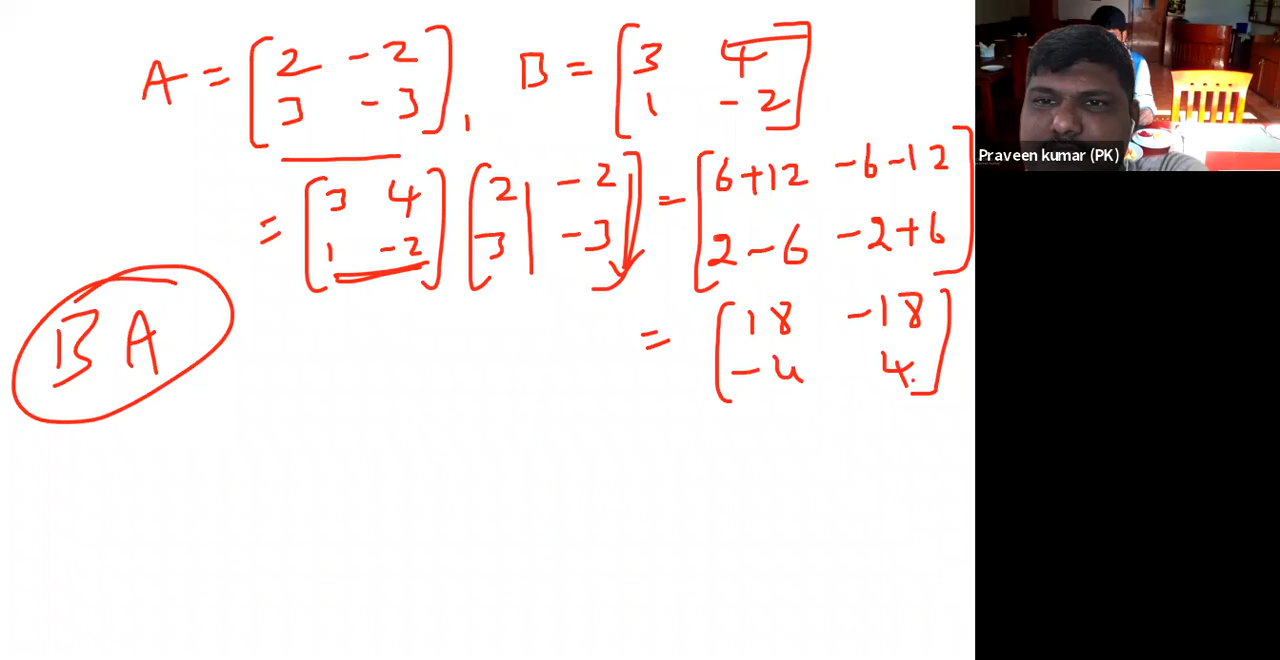 A = [2 -2
3 -3], B = [3 4
1 -2]
= [3 4
1 -2] [2 -2
3 -3] = [6+12 -6-12
2-6 -2+6]
= [18 -18
-4 4]
BA
Praveen kumar (PK)